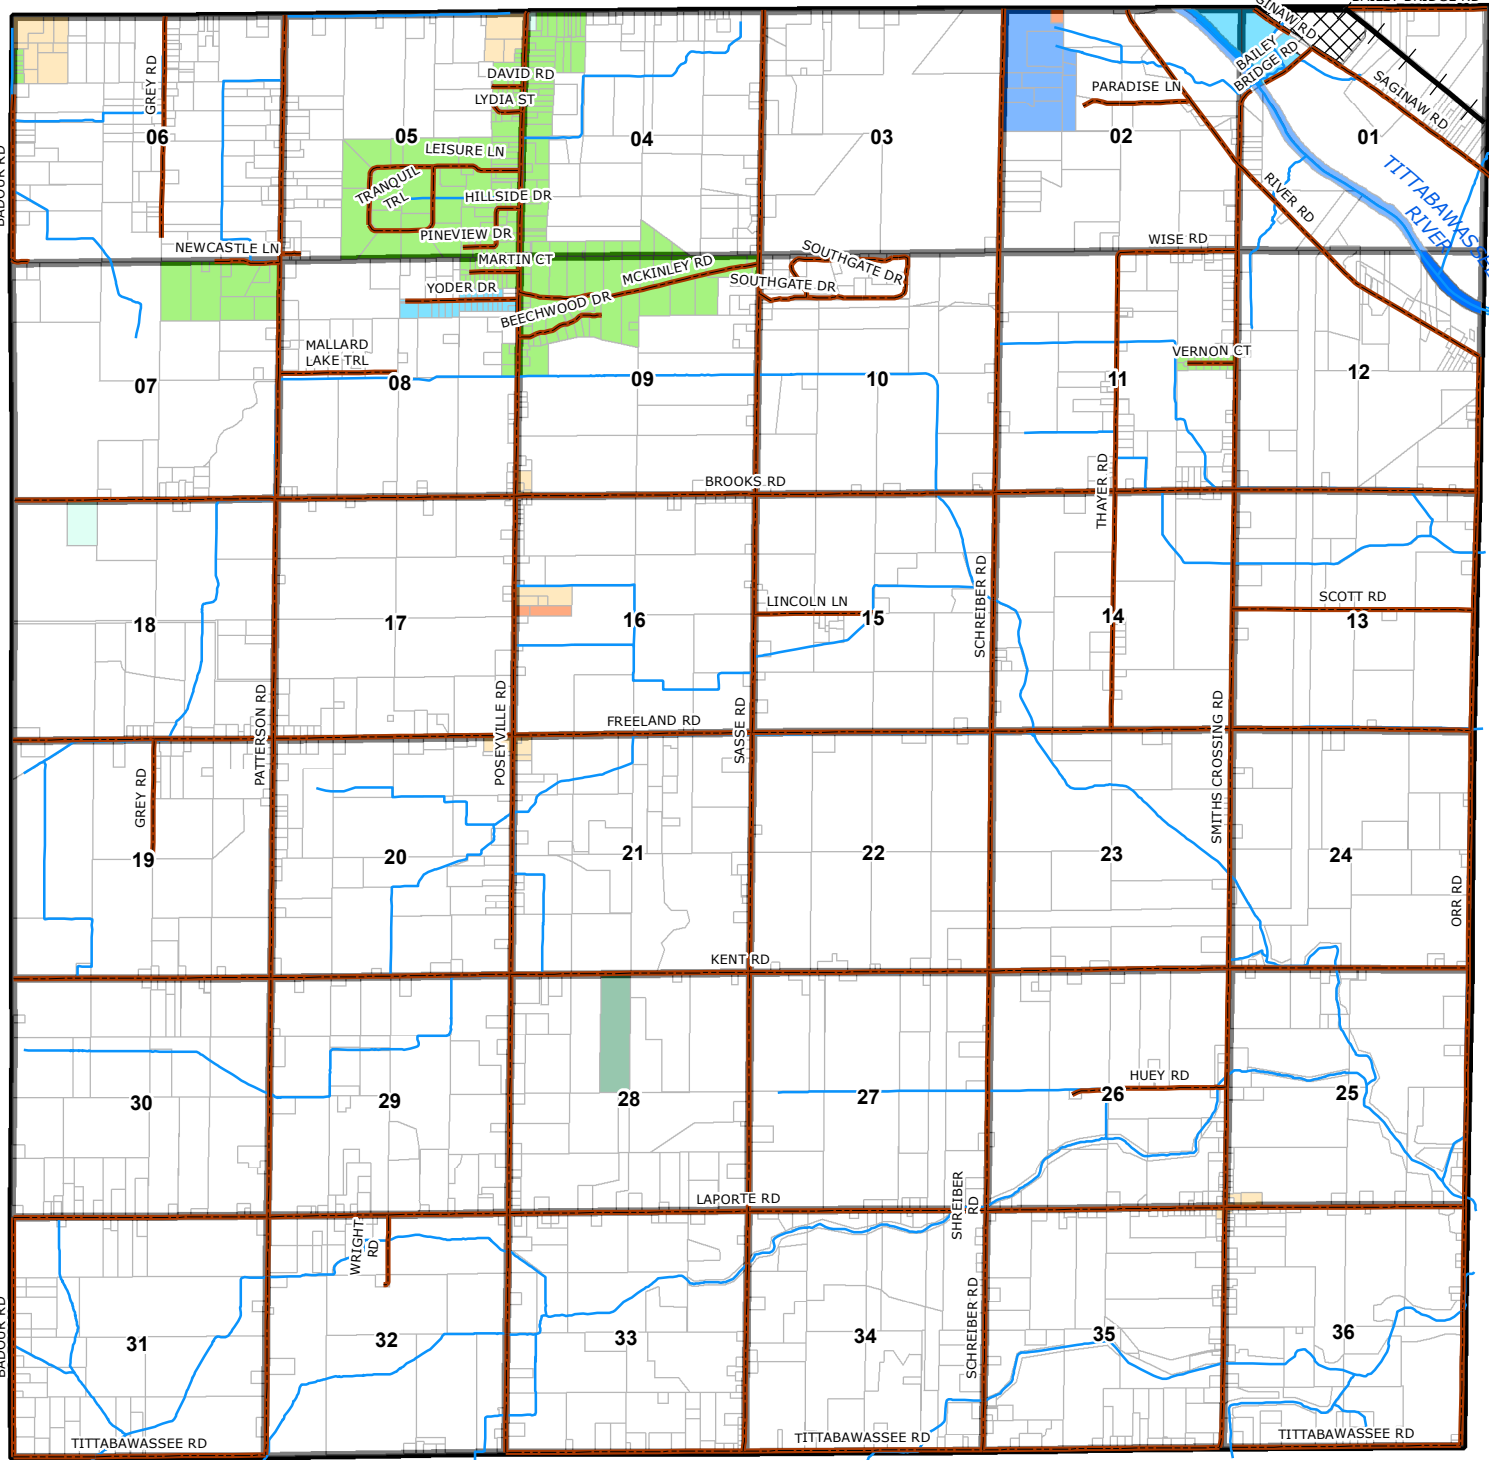 BAILEY BRIDGE RD
SAGINAW RD
BAILEY
BRIDGE RD
SAGINAW RD
GREY RD
DAVID RD
LYDIA ST
PARADISE LN
06
05
04
03
02
01
LEISURE LN
TRANQUIL
TRL
HILLSIDE DR
PINEVIEW DR
RIVER RD
TITTABAWASSEE
RIVER
BADOUR RD
NEWCASTLE LN
MARTIN CT
WISE RD
SOUTHGATE DR
MCKINLEY RD
SOUTHGATE DR
YODER DR
BEECHWOOD DR
MALLARD
LAKE TRL
VERNON CT
07
08
09
10
11
12
BROOKS RD
THAYER RD
SCHREIBER RD
LINCOLN LN
SCOTT RD
18
17
16
15
14
13
PATTERSON RD
POSEYVILLE RD
SASSE RD
SMITHS CROSSING RD
FREELAND RD
GREY RD
19
20
21
22
23
24
ORR RD
KENT RD
HUEY RD
30
29
28
27
26
25
LAPORTE RD
SHREIBER
RD
WRIGHT
RD
BADOUR RD
SCHREIBER RD
31
32
33
34
35
36
TITTABAWASSEE RD
TITTABAWASSEE RD
TITTABAWASSEE RD